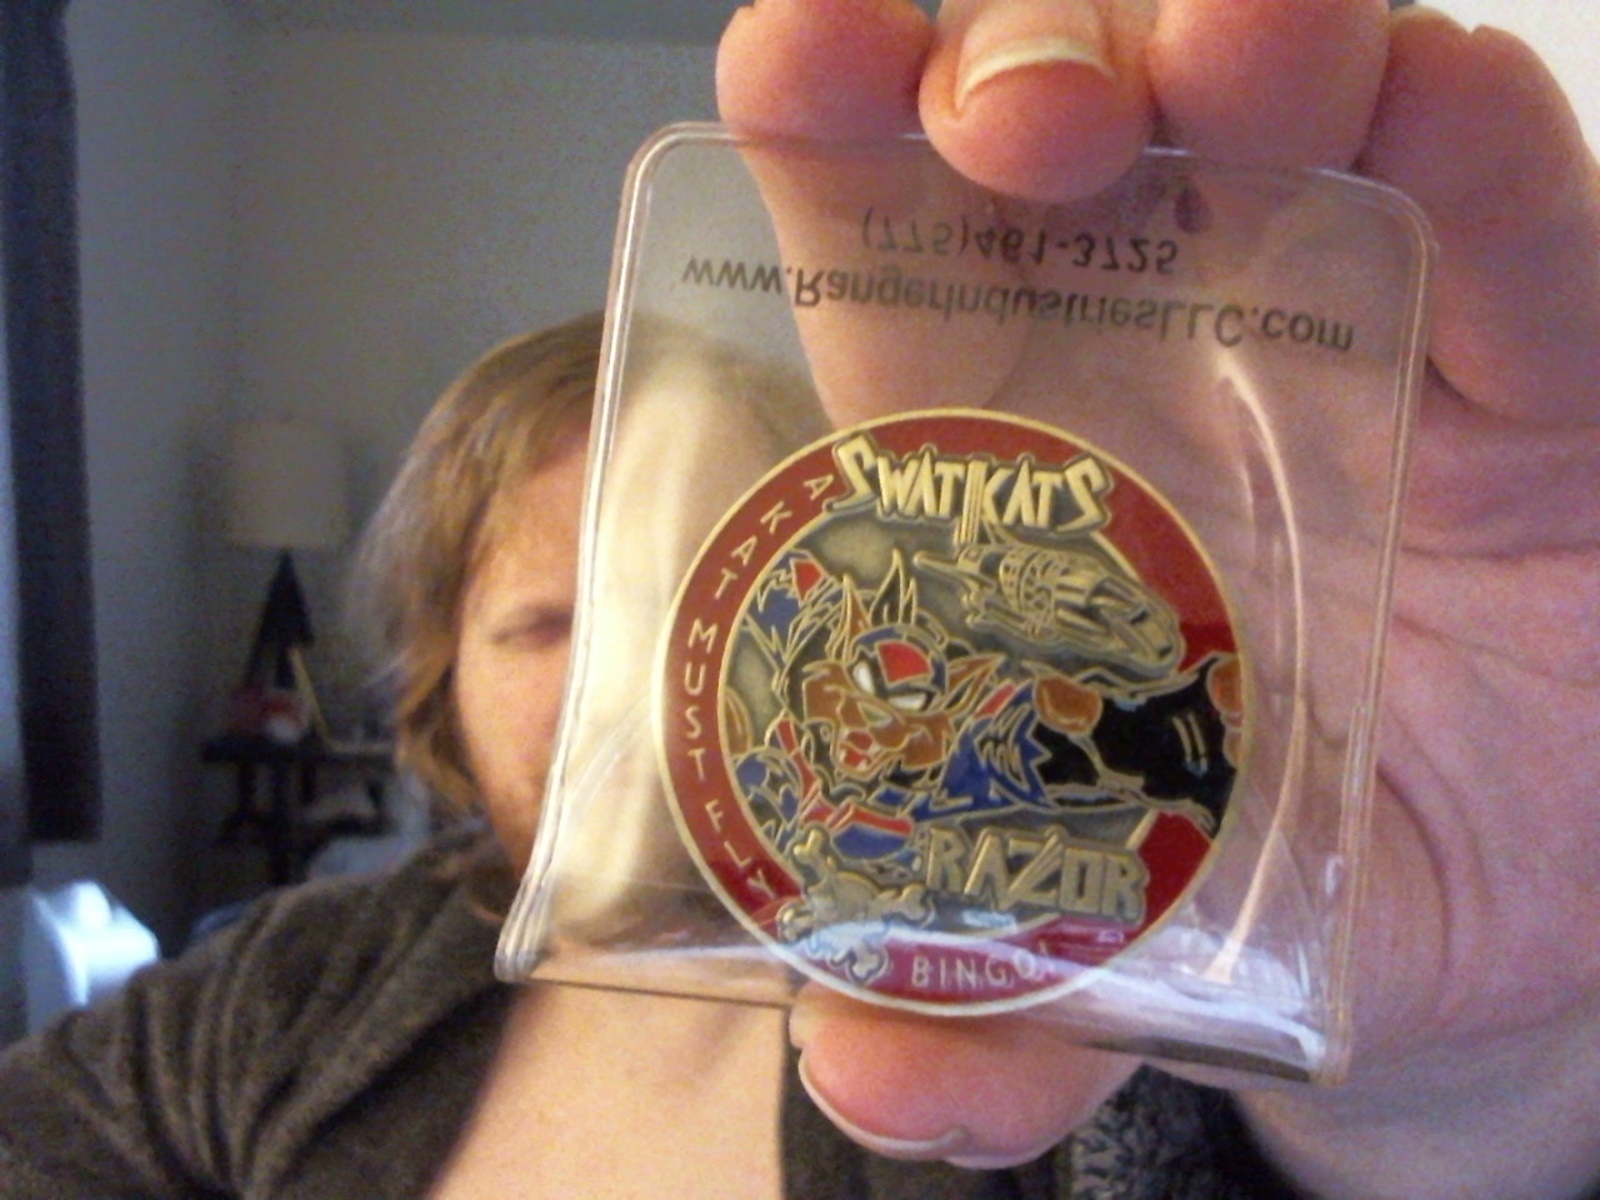 (775)461-3725
www.RangerIndustriesLLC.com
SWAT KATS
A KAT MUST FLY
RAZOR
BINGO!